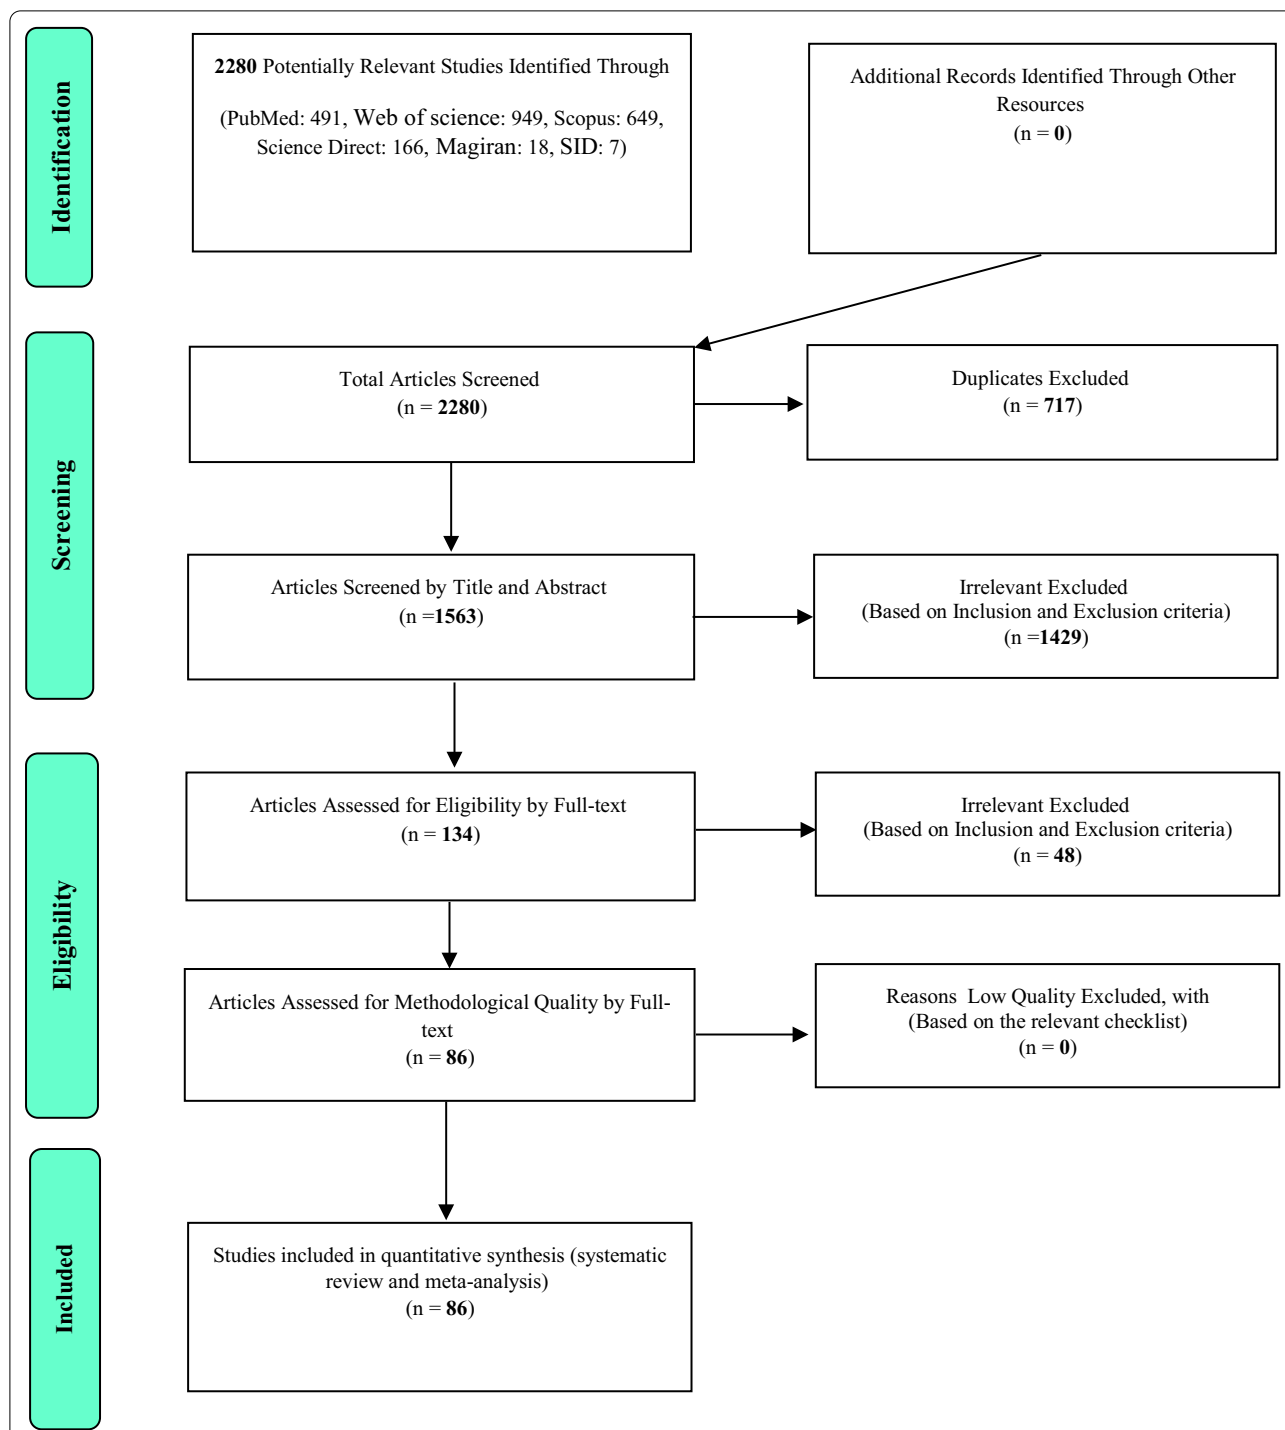 Identification
2280 Potentially Relevant Studies Identified Through
(PubMed: 491, Web of science: 949, Scopus: 649,
Science Direct: 166, Magiran: 18, SID: 7)
Additional Records Identified Through Other
Resources
(n = 0)
Screening
Total Articles Screened
(n = 2280)
Duplicates Excluded
(n = 717)
Articles Screened by Title and Abstract
(n =1563)
Irrelevant Excluded
(Based on Inclusion and Exclusion criteria)
(n =1429)
Eligibility
Articles Assessed for Eligibility by Full-text
(n = 134)
Irrelevant Excluded
(Based on Inclusion and Exclusion criteria)
(n = 48)
Articles Assessed for Methodological Quality by Full-
text
(n = 86)
Reasons  Low Quality Excluded, with
(Based on the relevant checklist)
(n = 0)
Included
Studies included in quantitative synthesis (systematic
review and meta-analysis)
(n = 86)